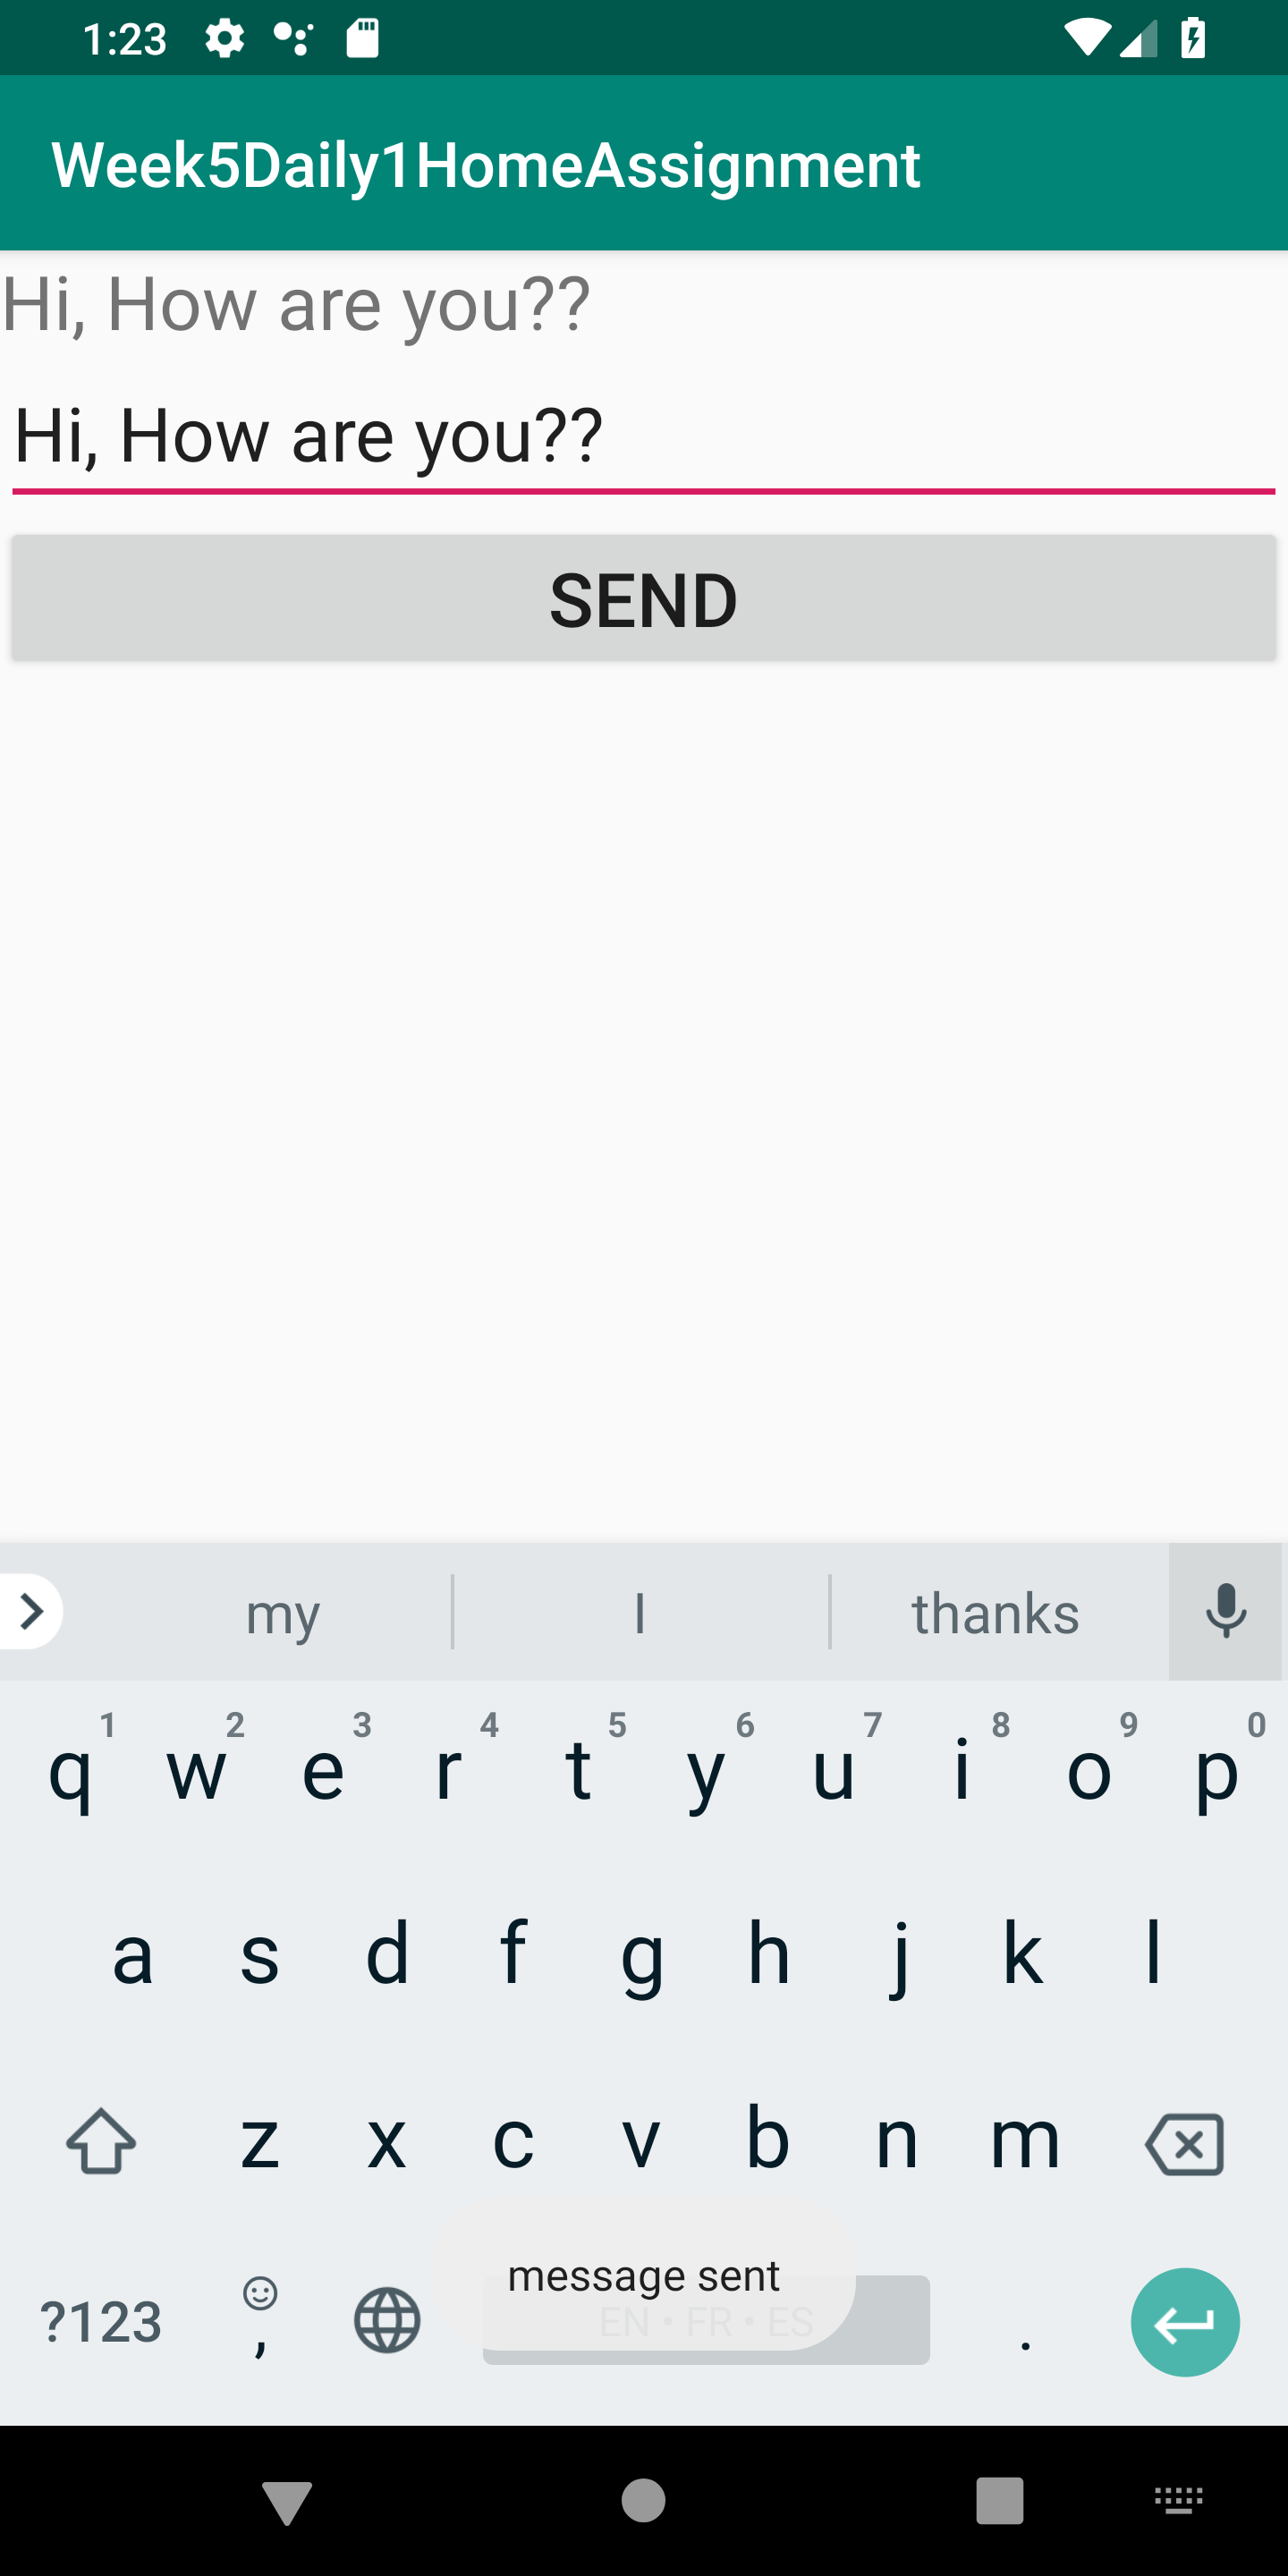 1:23
Week5Daily1HomeAssignment
Hi, How are you??
Hi, How are you??
SEND
my I thanks
1 2 3 4 5 6 7 8 9 0
q w e r t y u i o p
a s d f g h j k l
z x c v b n m
message sent
?123 , EN • FR • ES .